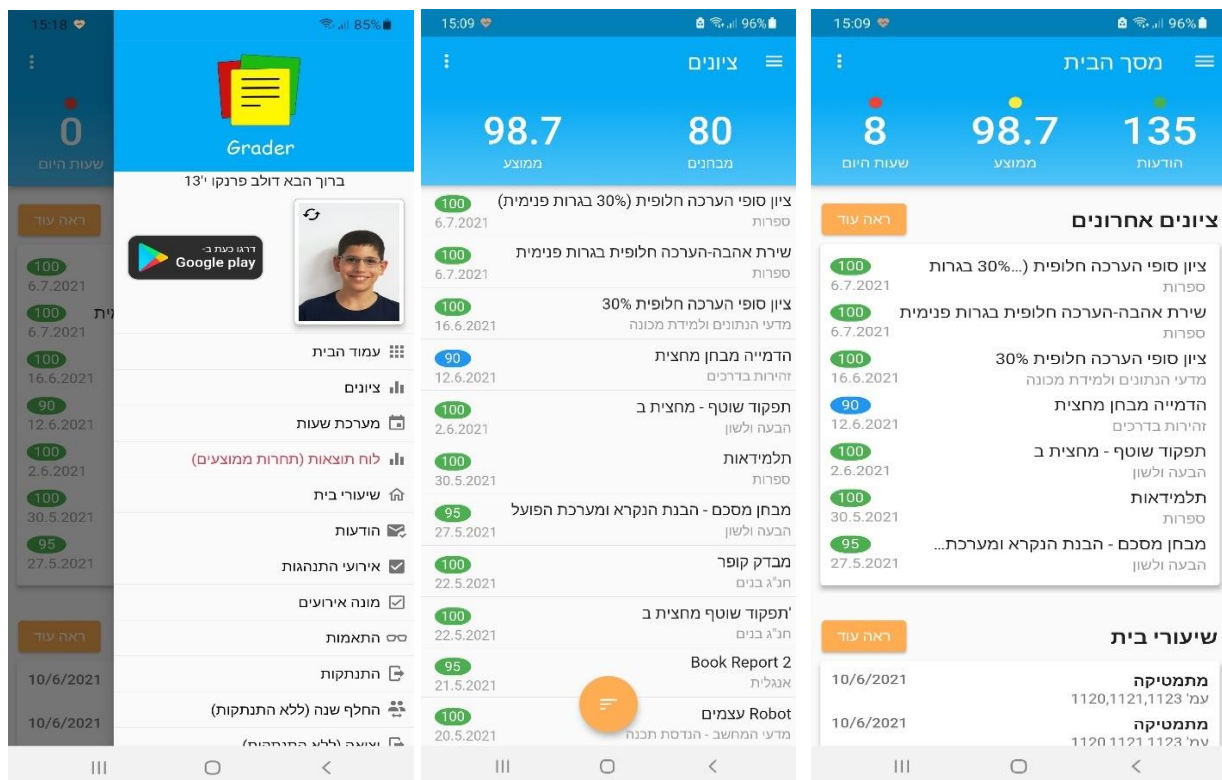 15:18
85%
0
שעות היום
ראה עוד
100
6.7.2021
100
6.7.2021
100
16.6.2021
90
12.6.2021
100
2.6.2021
100
30.5.2021
95
27.5.2021
ראה עוד
10/6/2021
10/6/2021
Grader
ברוך הבא דולב פרנקו י'13
דרגו כעת ב-
Google play
עמוד הבית
ציונים
מערכת שעות
לוח תוצאות (תחרות ממוצעים)
שיעורי בית
הודעות
אירועי התנהגות
מונה אירועים
התאמות
התנתקות
החלף שנה (ללא התנתקות)
יציאה (ללא התנתקות)
15:09
96%
ציונים
80 98.7
מבחנים ממוצע
ציון סופי הערכה חלופית (30% בגרות פנימית) 100
ספרות 6.7.2021
שירת אהבה-הערכה חלופית בגרות פנימית 100
ספרות 6.7.2021
ציון סופי הערכה חלופית 30% 100
מדעי הנתונים ולמידת מכונה 16.6.2021
הדמייה מבחן מחצית 90
זהירות בדרכים 12.6.2021
תפקוד שוטף - מחצית ב 100
הבעה ולשון 2.6.2021
תלמידאות 100
ספרות 30.5.2021
מבחן מסכם - הבנת הנקרא ומערכת הפועל 95
הבעה ולשון 27.5.2021
מבדק קופר 100
חנ"ג בנים 22.5.2021
תפקוד שוטף מחצית ב' 100
חנ"ג בנים 22.5.2021
Book Report 2 95
אנגלית 21.5.2021
Robot עצמים 100
מדעי המחשב - הנדסת תכנה 20.5.2021
15:09
96%
מסך הבית
135 98.7 8
הודעות ממוצע שעות היום
ציונים אחרונים ראה עוד
ציון סופי הערכה חלופית (...30% בגרות 100
ספרות 6.7.2021
שירת אהבה-הערכה חלופית בגרות פנימית 100
ספרות 6.7.2021
ציון סופי הערכה חלופית 30% 100
מדעי הנתונים ולמידת מכונה 16.6.2021
הדמייה מבחן מחצית 90
זהירות בדרכים 12.6.2021
תפקוד שוטף - מחצית ב 100
הבעה ולשון 2.6.2021
תלמידאות 100
ספרות 30.5.2021
מבחן מסכם - הבנת הנקרא ומערכת... 95
הבעה ולשון 27.5.2021
שיעורי בית ראה עוד
מתמטיקה 10/6/2021
עמ' 1120,1121,1123
מתמטיקה 10/6/2021
עמ' 1120,1121,1123